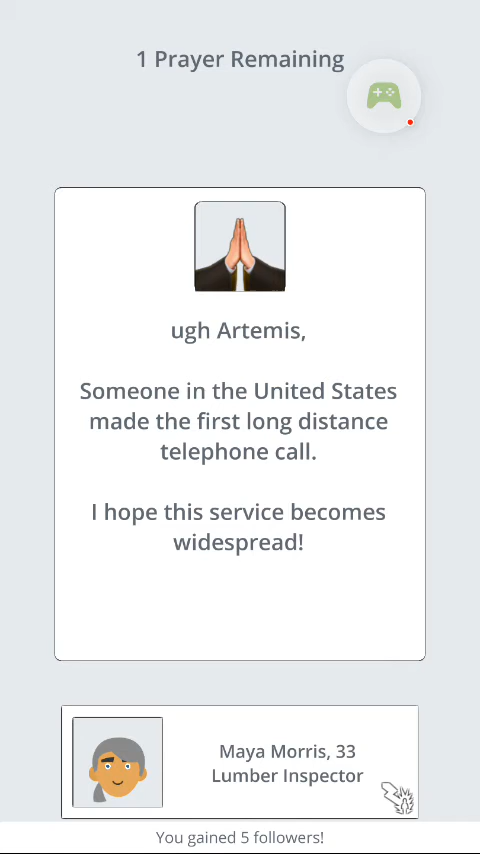 1 Prayer Remaining
ugh Artemis,
Someone in the United States
made the first long distance
telephone call.
I hope this service becomes
widespread!
Maya Morris, 33
Lumber Inspector
You gained 5 followers!